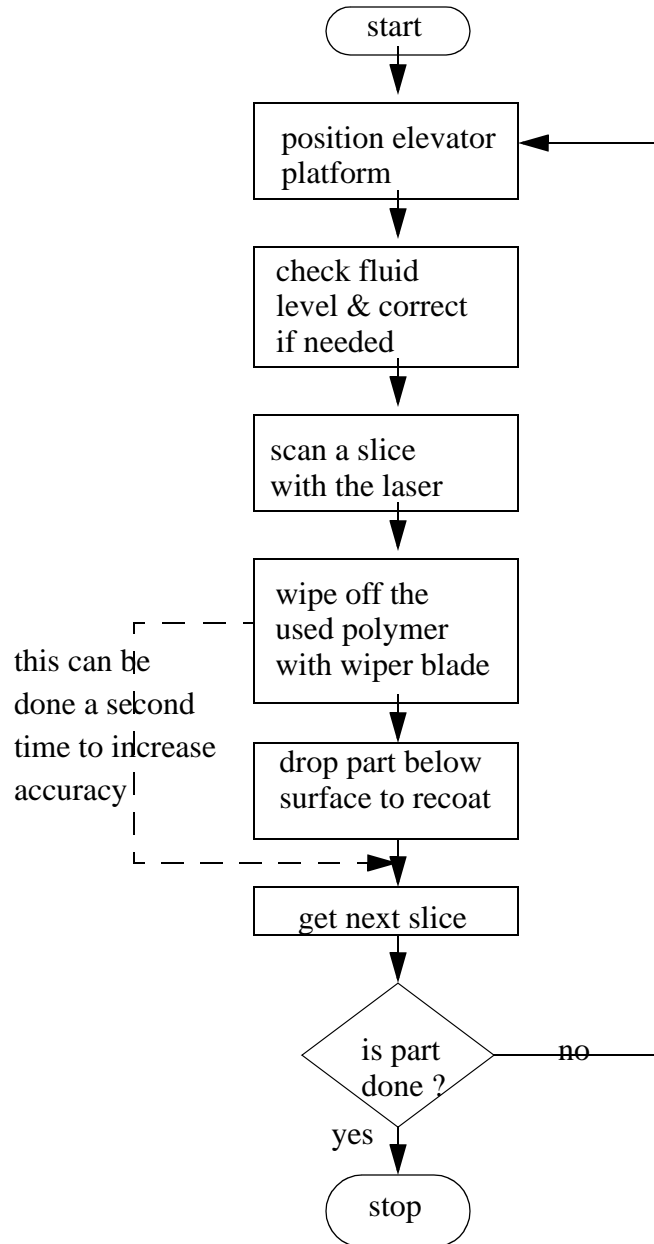 start
position elevator
platform
check fluid
level & correct
if needed
scan a slice
with the laser
wipe off the
used polymer
with wiper blade
this can be
done a second
time to increase
accuracy
drop part below
surface to recoat
get next slice
is part
done ?
no
yes
stop